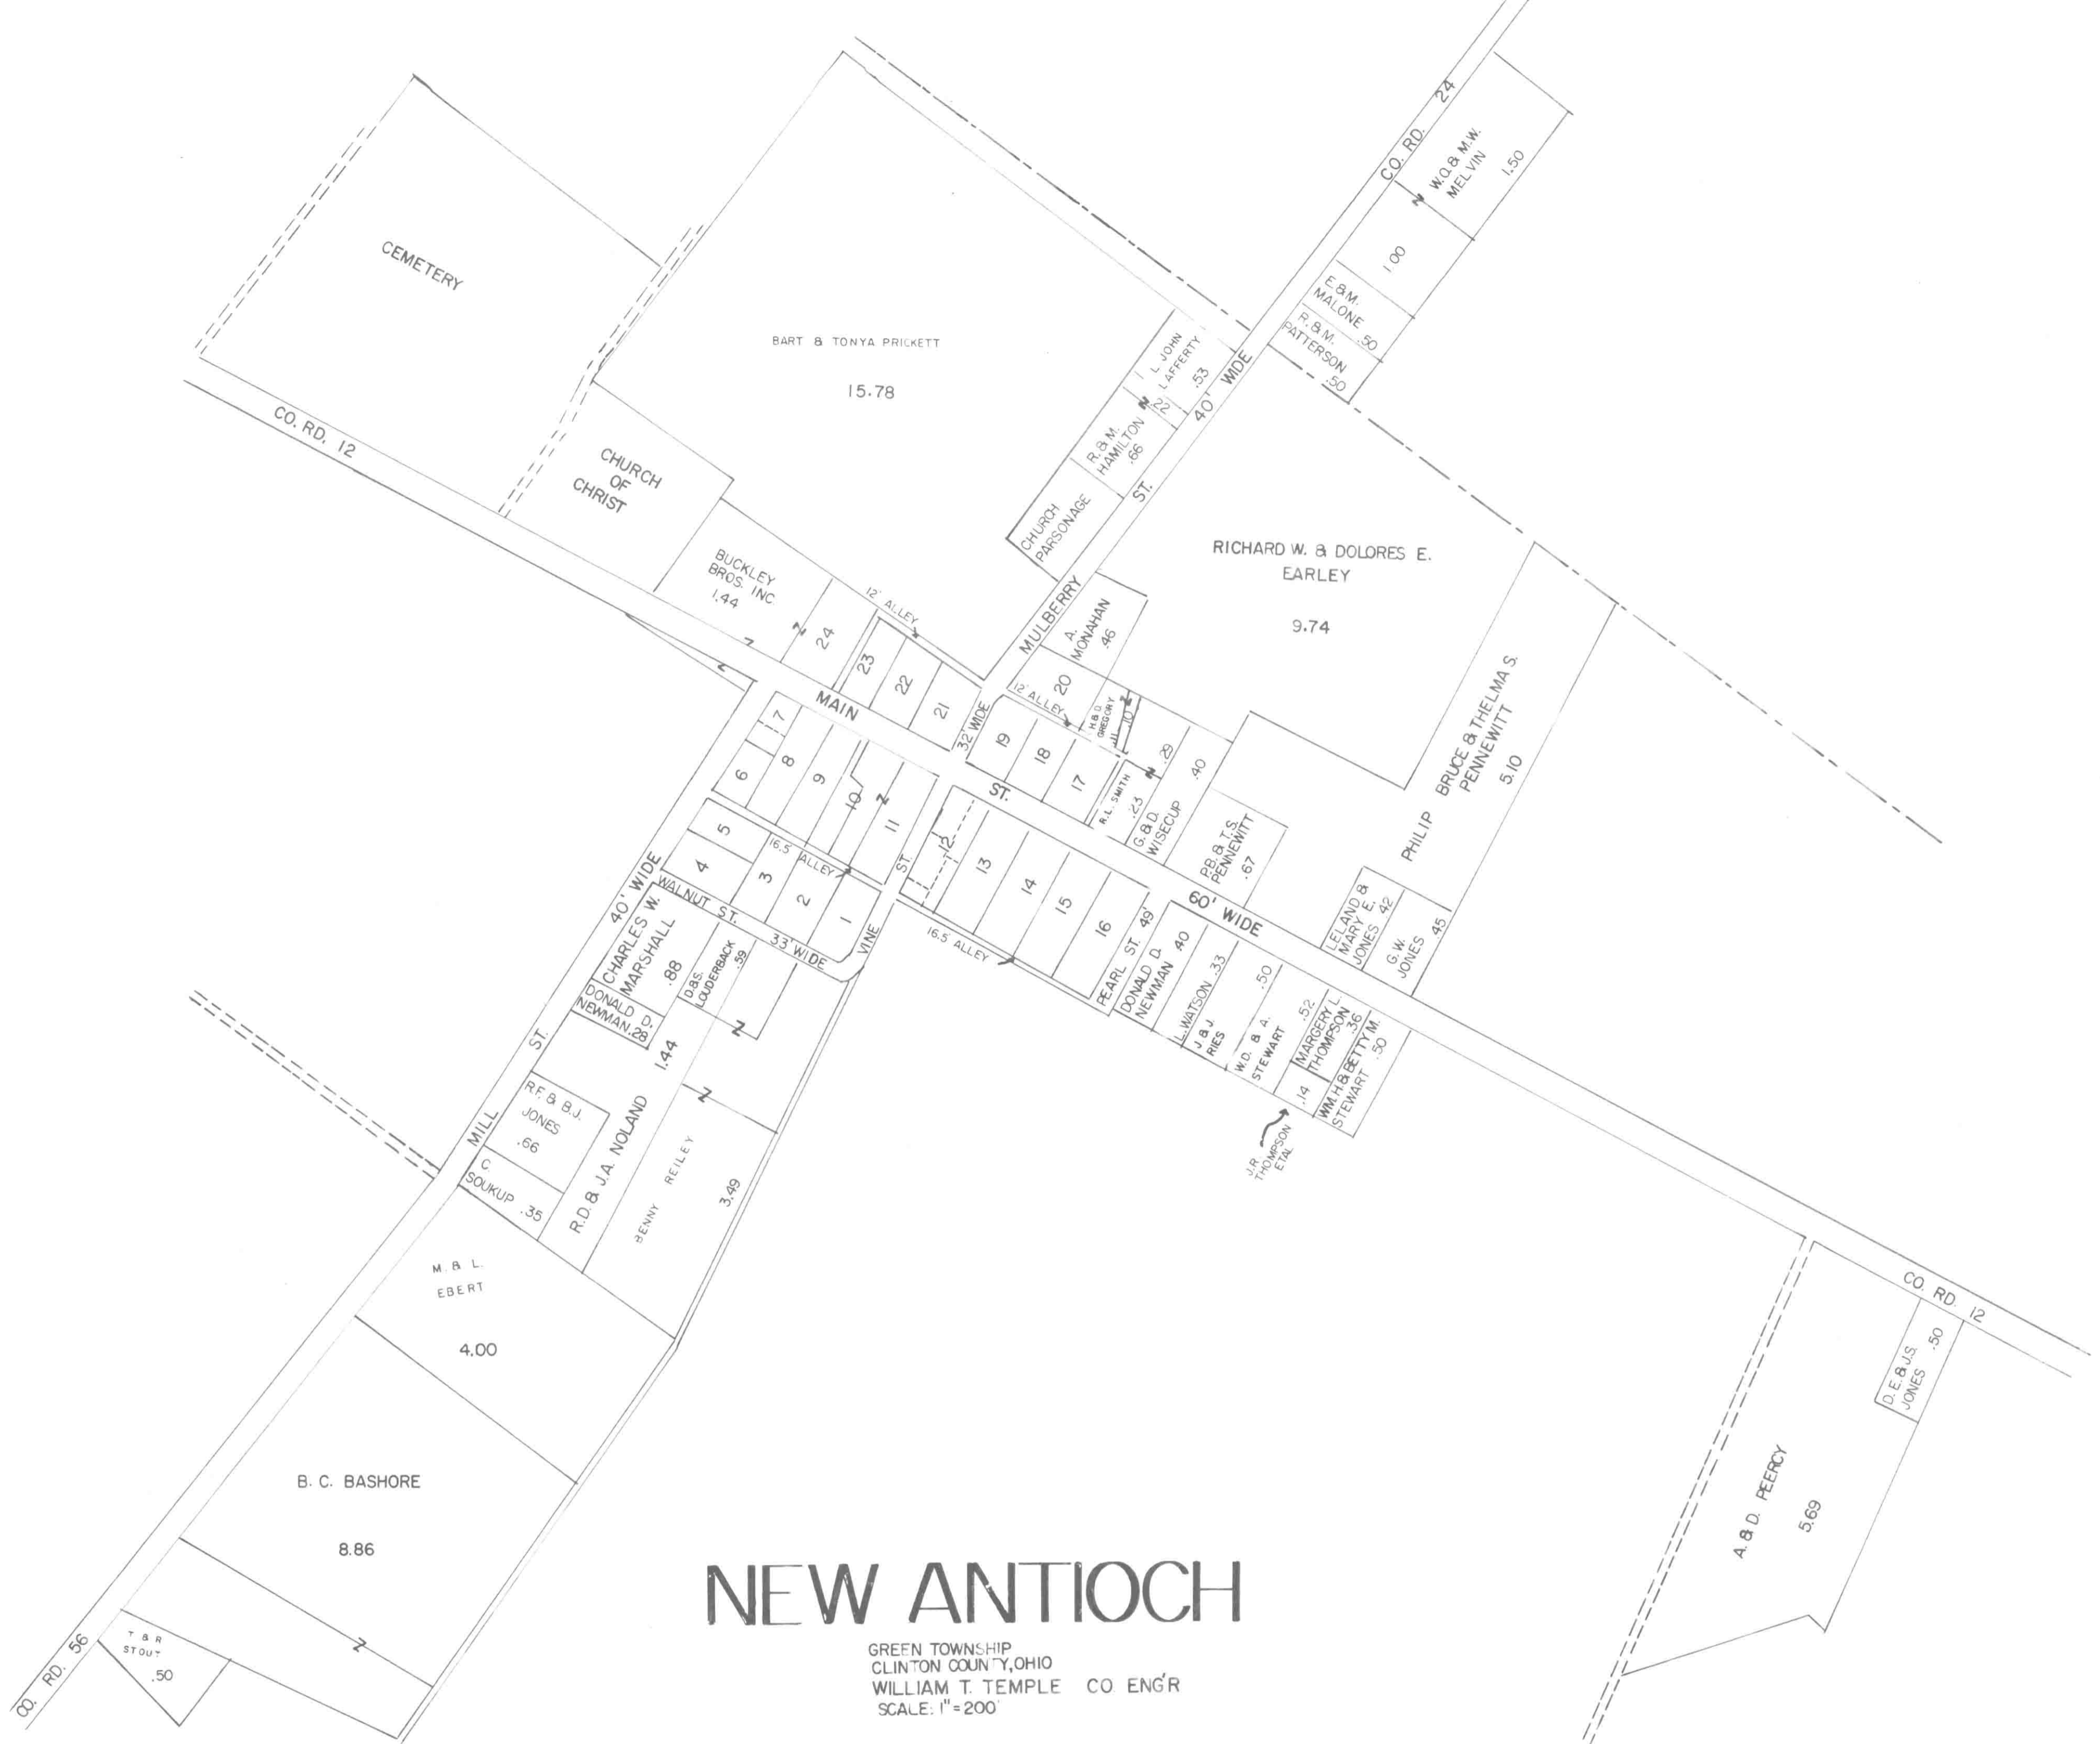 CO. RD. 24
W.O. & M.W.
MELVIN
1.50
1.00
E. & M.
MALONE .50
R. & M.
PATTERSON
.50
CEMETERY
BART & TONYA PRICKETT
15.78
L. JOHN
LAFFERTY
.53
.22
R. & M.
HAMILTON
.66
CHURCH
PARSONAGE
40' WIDE
MULBERRY ST.
CO. RD. 12
CHURCH
OF
CHRIST
BUCKLEY
BROS. INC.
1.44
12' ALLEY
24
23
22
21
RICHARD W. & DOLORES E.
EARLEY
9.74
A.
MONAHAN
.46
20
12' ALLEY
H & D
GREGORY
.11
.10
32' WIDE
19
18
17
R. L. SMITH
.23
.29
G. & D.
WISECUP
.40
P.B. & T.S.
PENNEWITT
.67
PHILIP BRUCE & THELMA S.
PENNEWITT
5.10
LELAND &
MARY E.
JONES .42
G. W.
JONES .45
MAIN ST.
60' WIDE
7
6
8
9
10
11
5
4
3
2
1
16.5 ALLEY
WALNUT ST.
33' WIDE
VINE ST.
12
13
14
15
16
16.5 ALLEY
PEARL ST. 49'
DONALD D.
NEWMAN .40
L. WATSON .33
J & J
RIES
.50
W.D. & A.
STEWART
.52
MARGERY L.
THOMPSON
.36
.14
WM. H. & BETTY M.
STEWART .50
J.R.
THOMPSON
ETAL
40' WIDE
MILL ST.
CHARLES W.
MARSHALL
.88
D. & S.
LOUDERBACK
.59
DONALD D.
NEWMAN .28
1.44
R.D. & J.A. NOLAND
R.F. & B.J.
JONES
.66
C.
SOUKUP .35
BENNY REILEY
3.49
M. & L.
EBERT
4.00
B. C. BASHORE
8.86
T & R
STOUT
.50
CO. RD. 56
CO. RD. 12
D. E. & J.S.
JONES
.50
A. & D. PEERCY
5.69
NEW ANTIOCH
GREEN TOWNSHIP
CLINTON COUNTY, OHIO
WILLIAM T. TEMPLE CO ENG'R
SCALE: 1"=200'